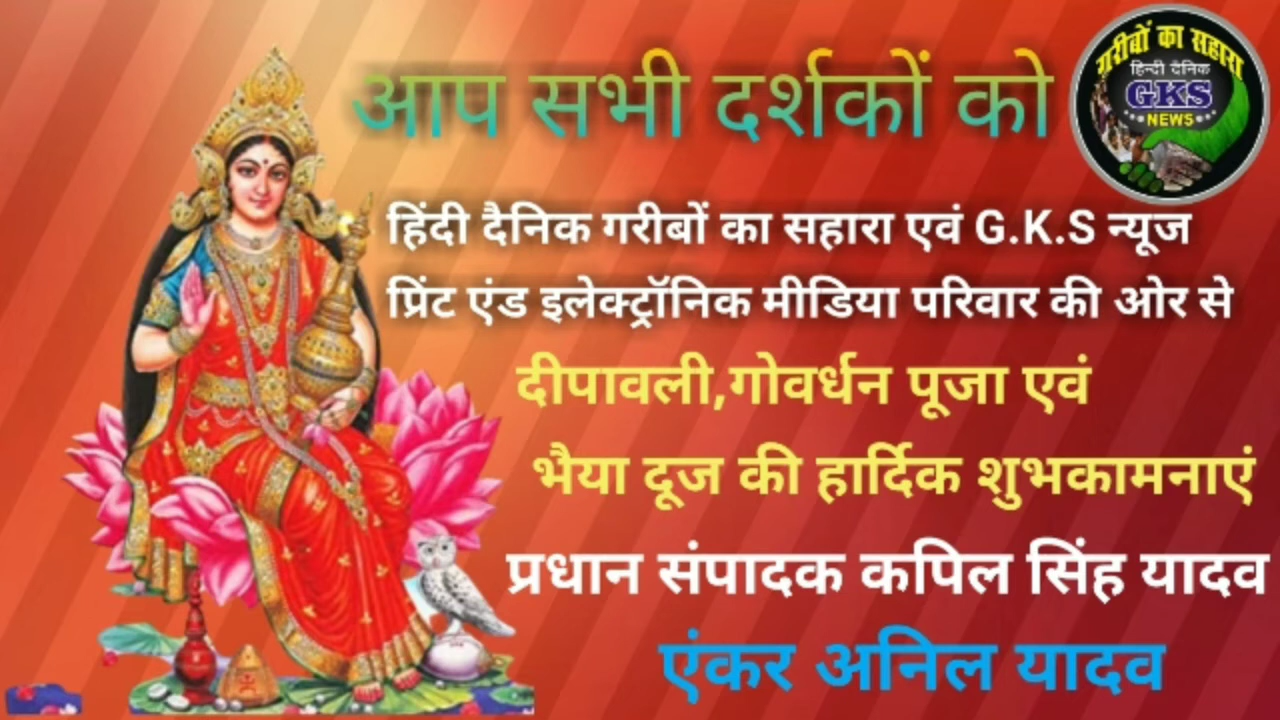 आप सभी दर्शकों को
गरीबों का सहारा
हिन्दी दैनिक
GKS
NEWS
हिंदी दैनिक गरीबों का सहारा एवं G.K.S न्यूज
प्रिंट एंड इलेक्ट्रॉनिक मीडिया परिवार की ओर से
दीपावली,गोवर्धन पूजा एवं
भैया दूज की हार्दिक शुभकामनाएं
प्रधान संपादक कपिल सिंह यादव
एंकर अनिल यादव